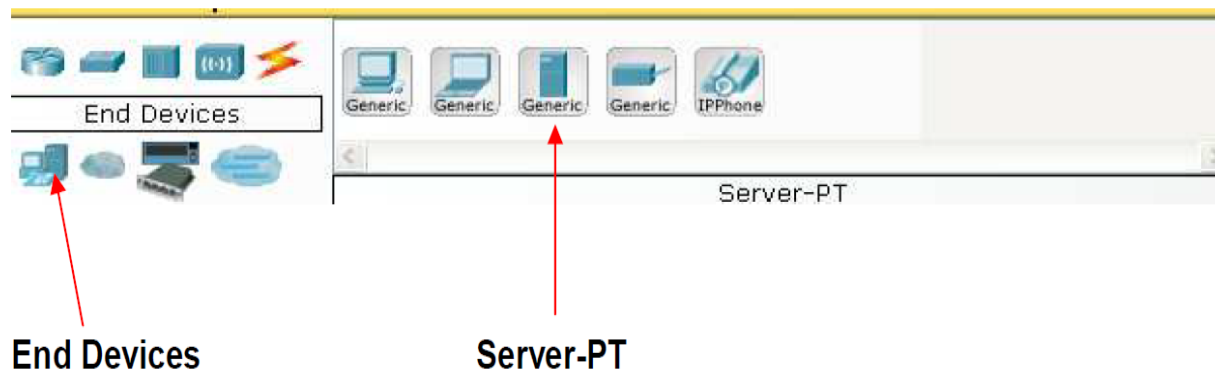 Generic Generic Generic Generic IPPhone
End Devices
Server-PT
End Devices Server-PT